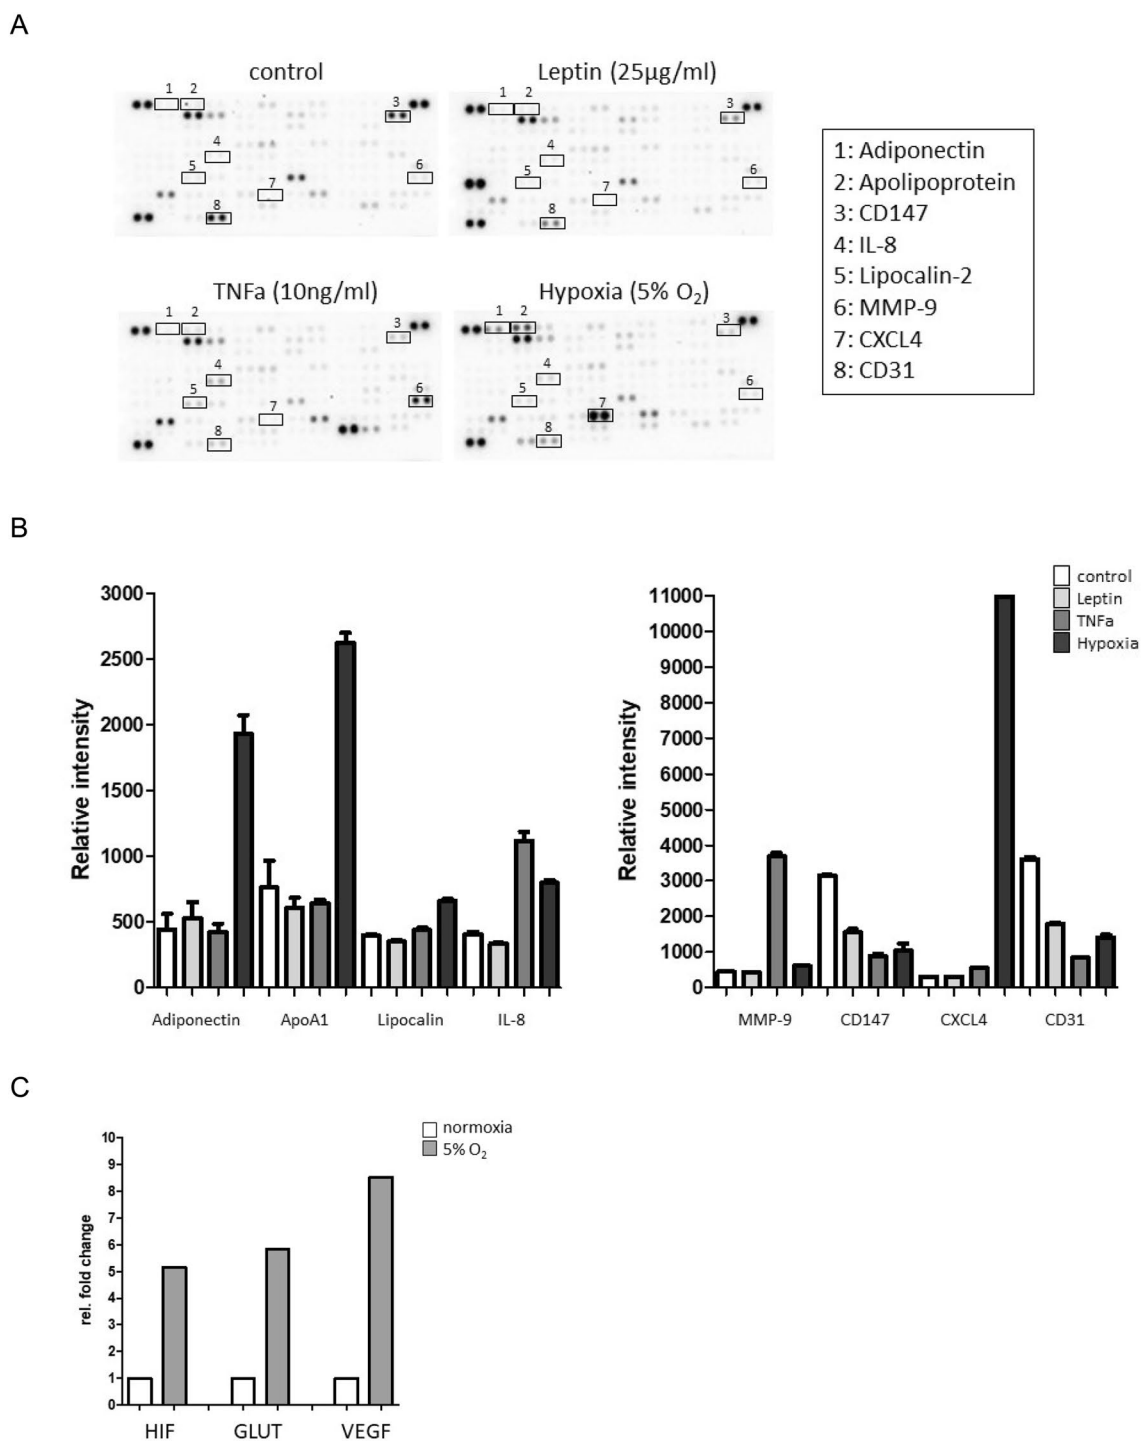 A
control
Leptin (25µg/ml)
1 2 3 4 5 6 7 8
1 2 3 4 5 6 7 8
1: Adiponectin
2: Apolipoprotein
3: CD147
4: IL-8
5: Lipocalin-2
6: MMP-9
7: CXCL4
8: CD31
TNFa (10ng/ml)
Hypoxia (5% O₂)
1 2 3 4 5 6 7 8
1 2 3 4 5 6 7 8
B
Relative intensity
3000
2500
2000
1500
1000
500
0
Adiponectin ApoA1 Lipocalin IL-8
Relative intensity
11000
10000
9000
8000
7000
6000
5000
4000
3000
2000
1000
0
MMP-9 CD147 CXCL4 CD31
control
Leptin
TNFa
Hypoxia
C
rel. fold change
10
9
8
7
6
5
4
3
2
1
0
HIF GLUT VEGF
normoxia
5% O₂